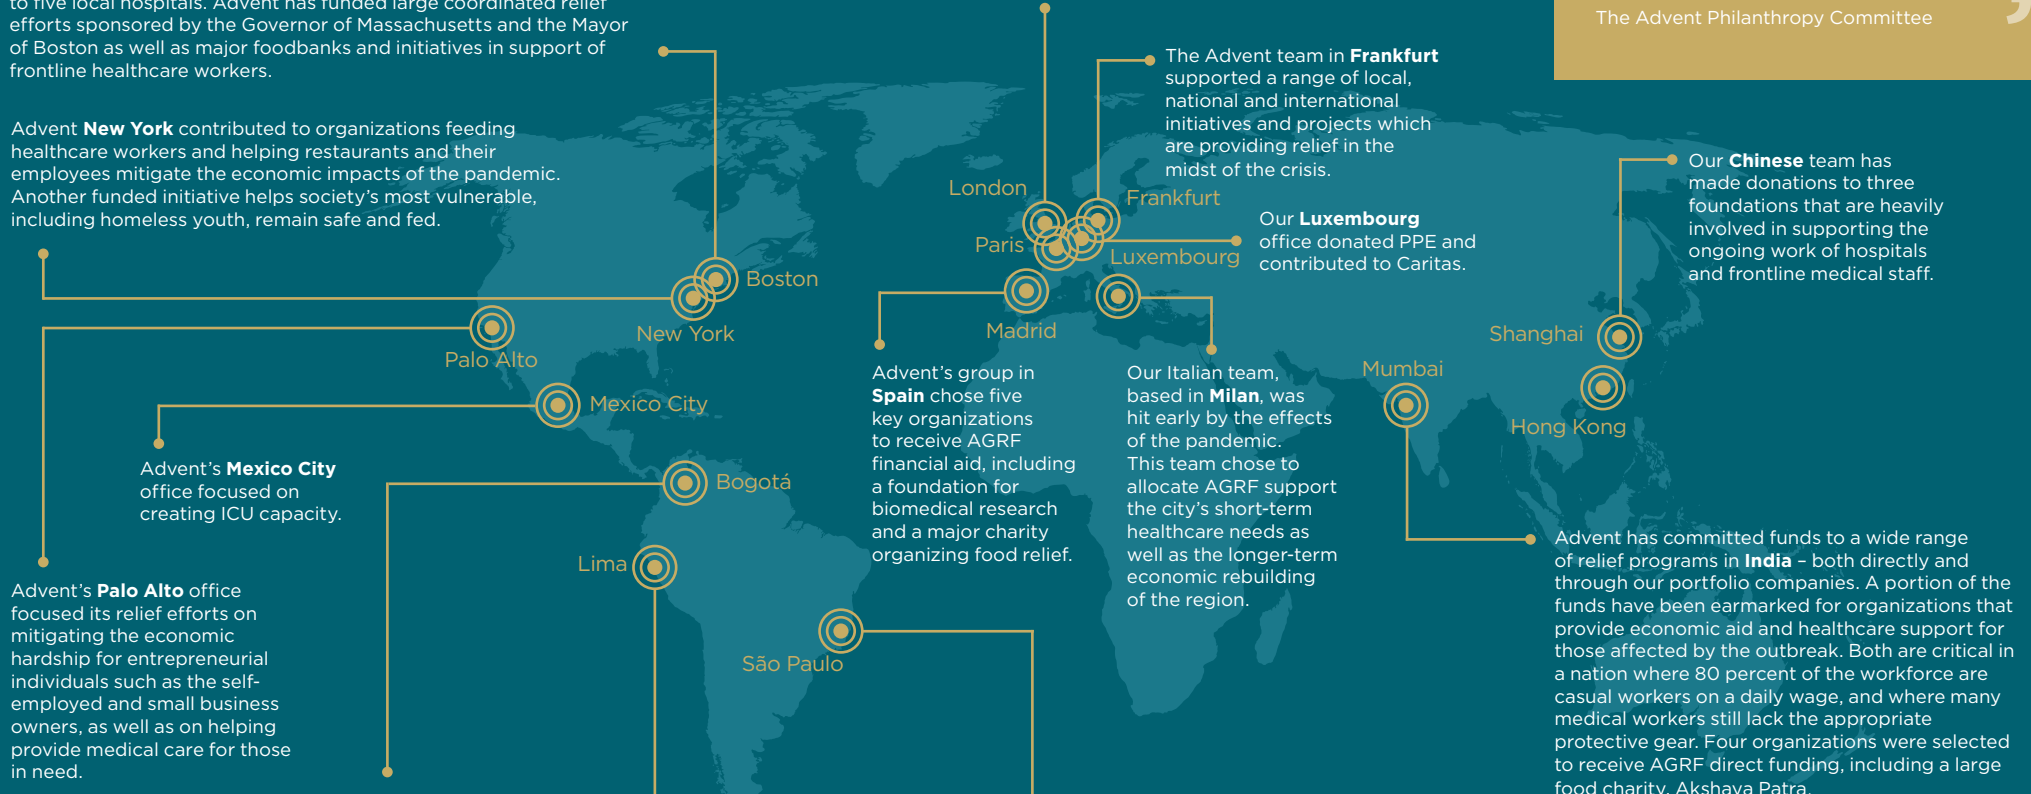 to five local hospitals. Advent has funded large coordinated relief
efforts sponsored by the Governor of Massachusetts and the Mayor
of Boston as well as major foodbanks and initiatives in support of
frontline healthcare workers.
The Advent Philanthropy Committee
Advent New York contributed to organizations feeding
healthcare workers and helping restaurants and their
employees mitigate the economic impacts of the pandemic.
Another funded initiative helps society's most vulnerable,
including homeless youth, remain safe and fed.
The Advent team in Frankfurt
supported a range of local,
national and international
initiatives and projects which
are providing relief in the
midst of the crisis.
Our Chinese team has
made donations to three
foundations that are heavily
involved in supporting the
ongoing work of hospitals
and frontline medical staff.
Our Luxembourg
office donated PPE and
contributed to Caritas.
London
Frankfurt
Paris
Luxembourg
Boston
New York
Madrid
Palo Alto
Shanghai
Mumbai
Mexico City
Hong Kong
Bogotá
Lima
São Paulo
Advent's Mexico City
office focused on
creating ICU capacity.
Advent's group in
Spain chose five
key organizations
to receive AGRF
financial aid, including
a foundation for
biomedical research
and a major charity
organizing food relief.
Our Italian team,
based in Milan, was
hit early by the effects
of the pandemic.
This team chose to
allocate AGRF support
the city's short-term
healthcare needs as
well as the longer-term
economic rebuilding
of the region.
Advent's Palo Alto office
focused its relief efforts on
mitigating the economic
hardship for entrepreneurial
individuals such as the self-
employed and small business
owners, as well as on helping
provide medical care for those
in need.
Advent has committed funds to a wide range
of relief programs in India – both directly and
through our portfolio companies. A portion of the
funds have been earmarked for organizations that
provide economic aid and healthcare support for
those affected by the outbreak. Both are critical in
a nation where 80 percent of the workforce are
casual workers on a daily wage, and where many
medical workers still lack the appropriate
protective gear. Four organizations were selected
to receive AGRF direct funding, including a large
food charity, Akshaya Patra.